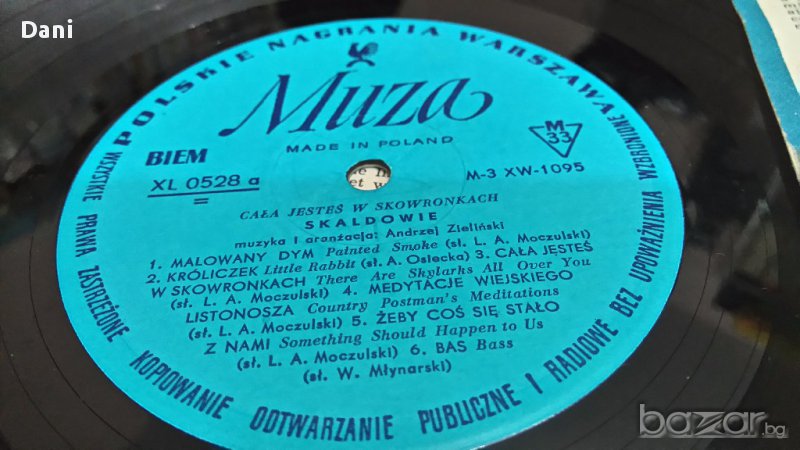 Dani
POLSKIE NAGRANIA WARSZAWA
Muza
MADE IN POLAND
BIEM
M 33
XL 0528 a
M-3 XW-1095
CAŁA JESTEŚ W SKOWRONKACH
SKALDOWIE
muzyka i aranżacja: Andrzej Zieliński
1. MALOWANY DYM Painted Smoke (sł. L. A. Moczulski)
2. KRÓLICZEK Little Rabbit (sł. A. Osiecka) 3. CAŁA JESTEŚ
W SKOWRONKACH There Are Skylarks All Over You
(sł. L. A. Moczulski) 4. MEDYTACJE WIEJSKIEGO
LISTONOSZA Country Postman's Meditations
(sł. L. A. Moczulski) 5. ŻEBY COŚ SIĘ STAŁO
Z NAMI Something Should Happen to Us
(sł. L. A. Moczulski) 6. BAS Bass
(sł. W. Młynarski)
WSZYSTKIE PRAWA ZASTRZEŻONE KOPIOWANIE ODTWARZANIE PUBLICZNE I RADIOWE BEZ UPOWAŻNIENIA WZBRONIONE
bazar.bg